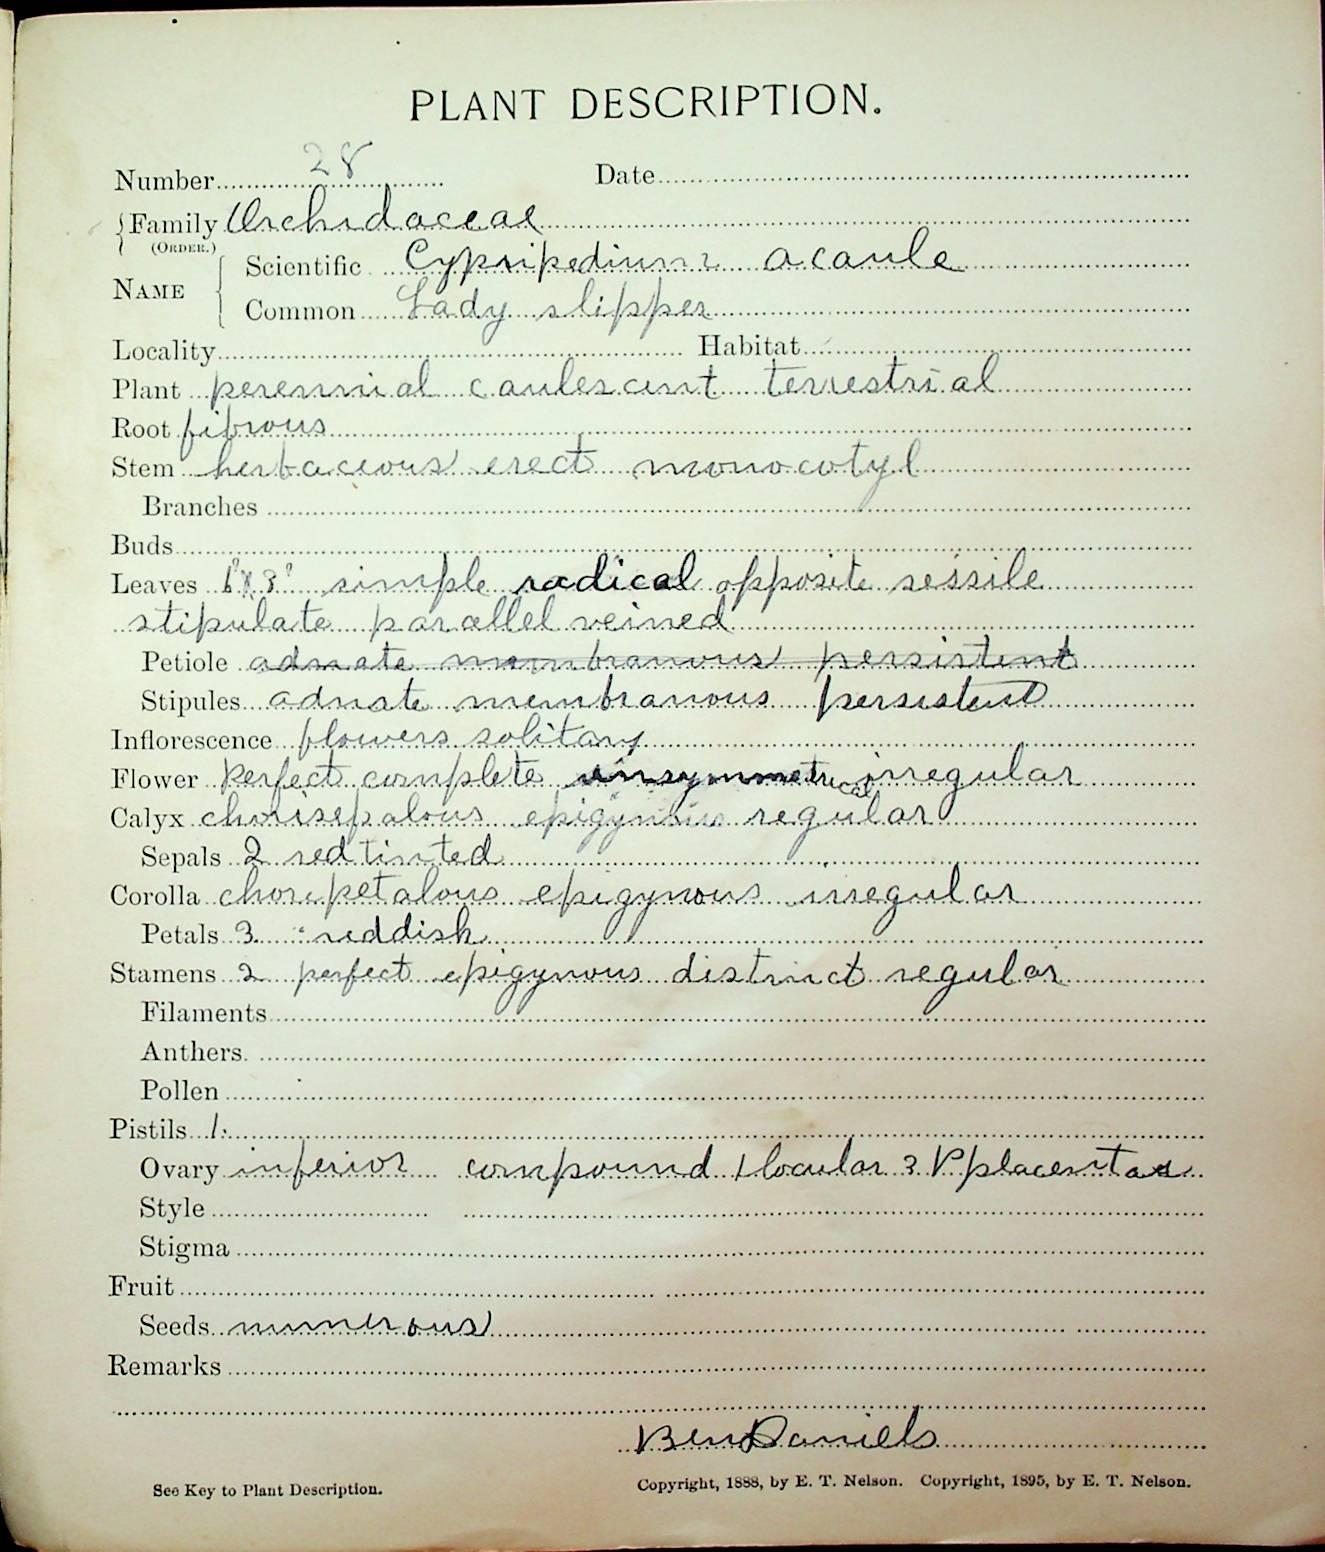 PLANT DESCRIPTION.
Number 28 Date
Family Orchidaceae
(ORDER.)
Scientific Cypripedium acaule
NAME
Common Lady slipper
Locality Habitat
Plant perennial caulescent terrestrial
Root fibrous
Stem herbaceous erect monocotyl
Branches
Buds
Leaves 6"x3" simple radical opposite sessile
stipulate parallel veined
Petiole adnate membranous persistent
Stipules adnate membranous persistent
Inflorescence flowers solitary
Flower perfect complete unsymmetrical irregular
Calyx chorisepalous epigynous regular
Sepals 2 red tinted
Corolla choripetalous epigynous irregular
Petals 3 reddish
Stamens 2 perfect epigynous distinct regular
Filaments
Anthers
Pollen
Pistils 1.
Ovary inferior compound 1 locular 3 P placentae
Style
Stigma
Fruit
Seeds numerous
Remarks
Ben Daniels
See Key to Plant Description. Copyright, 1888, by E. T. Nelson. Copyright, 1895, by E. T. Nelson.